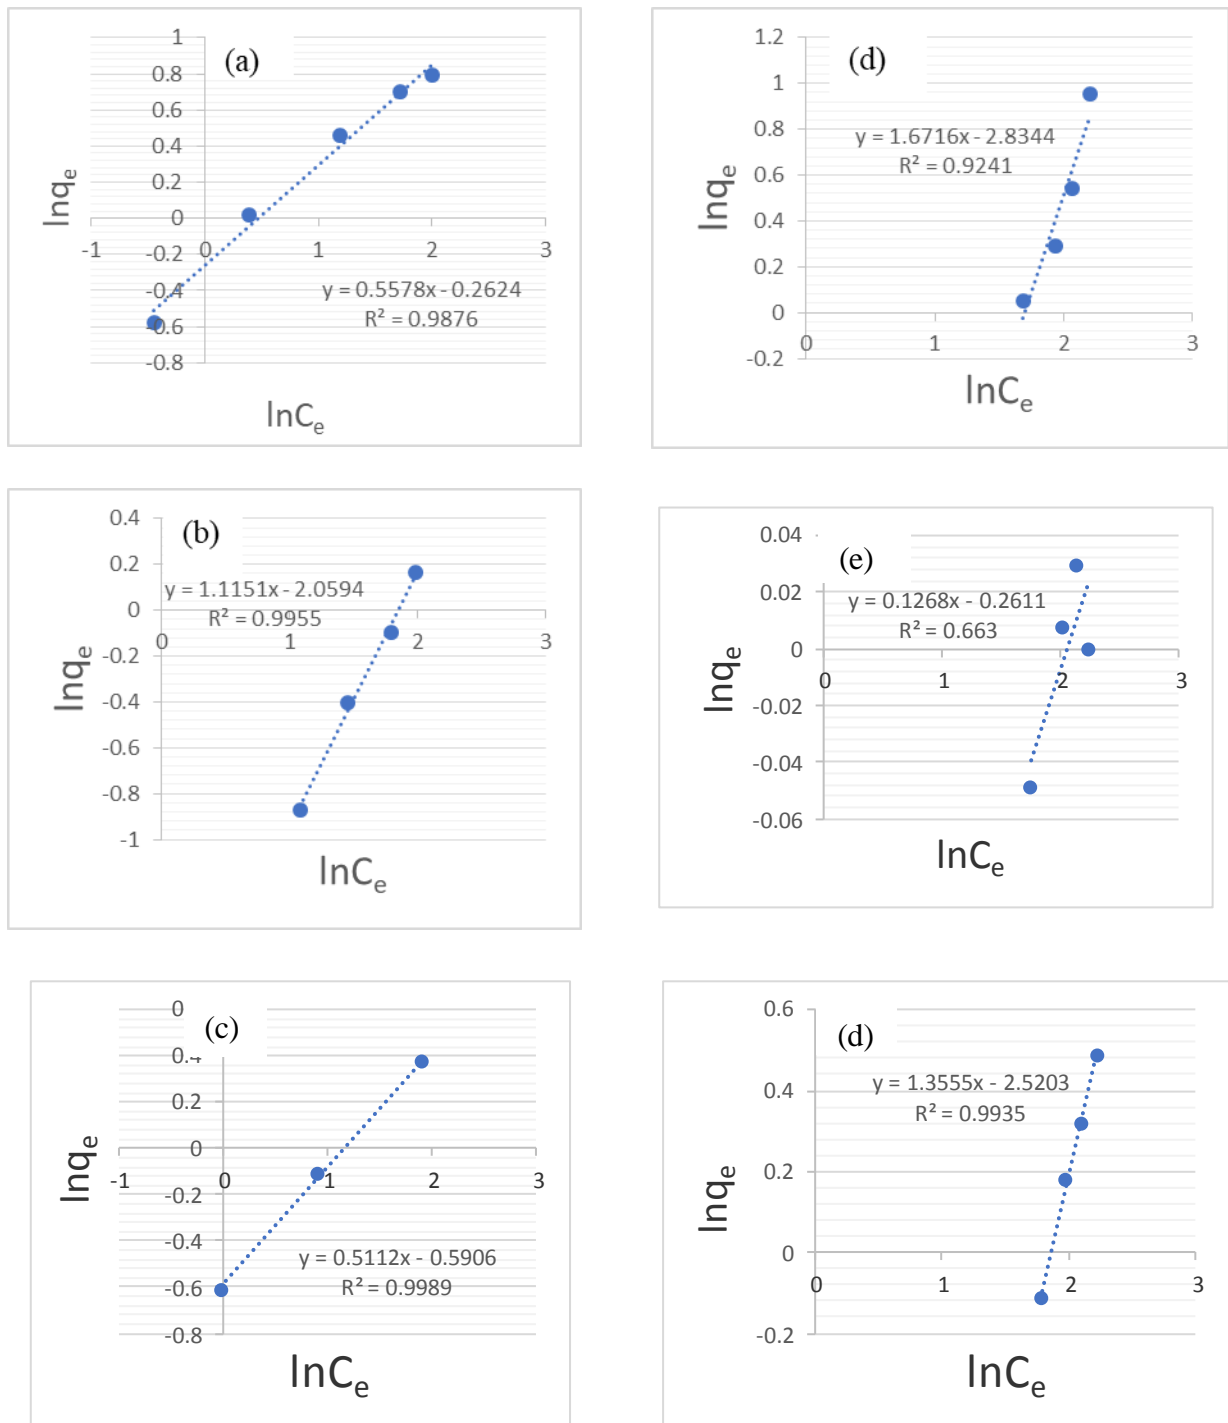 (a)
1
0.8
0.6
0.4
0.2
0
-0.2
-0.4
-0.6
-0.8
-1
0
1
2
3
y = 0.5578x - 0.2624
R² = 0.9876
lnqe
lnCe
(d)
1.2
1
0.8
0.6
0.4
0.2
0
-0.2
0
1
2
3
y = 1.6716x - 2.8344
R² = 0.9241
lnqe
lnCe
(b)
0.4
0.2
0
-0.2
-0.4
-0.6
-0.8
-1
0
1
2
3
y = 1.1151x - 2.0594
R² = 0.9955
lnqe
lnCe
(e)
0.04
0.02
0
-0.02
-0.04
-0.06
0
1
2
3
y = 0.1268x - 0.2611
R² = 0.663
lnqe
lnCe
(c)
0
0.4
0.2
0
-0.2
-0.4
-0.6
-0.8
-1
0
1
2
3
y = 0.5112x - 0.5906
R² = 0.9989
lnqe
lnCe
(d)
0.6
0.4
0.2
0
-0.2
0
1
2
3
y = 1.3555x - 2.5203
R² = 0.9935
lnqe
lnCe